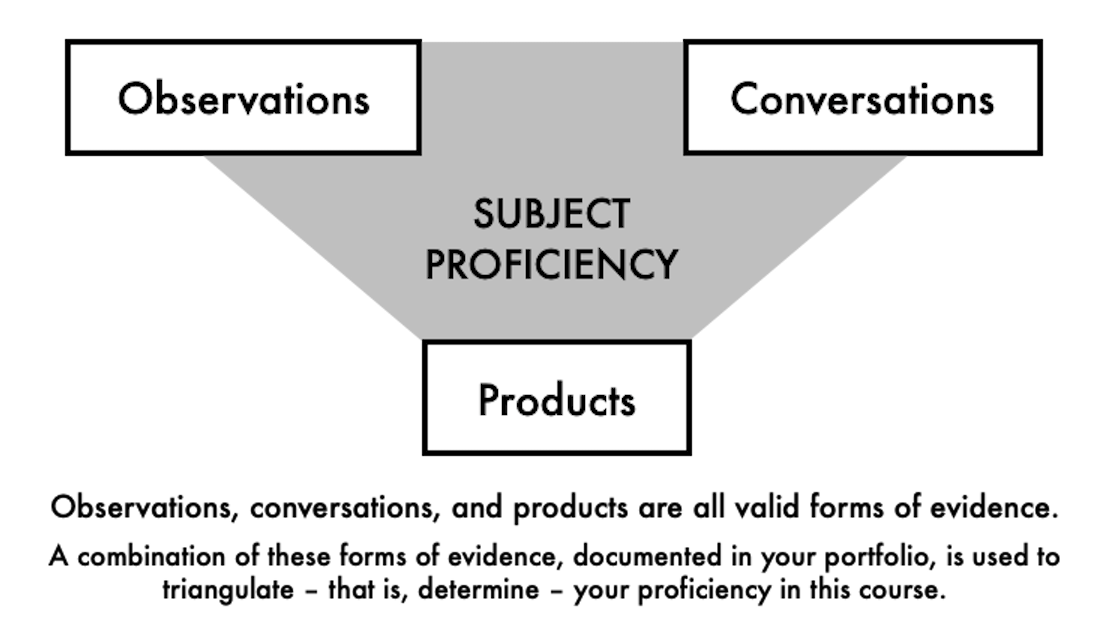 Observations
Conversations
SUBJECT
PROFICIENCY
Products
Observations, conversations, and products are all valid forms of evidence.
A combination of these forms of evidence, documented in your portfolio, is used to
triangulate – that is, determine – your proficiency in this course.